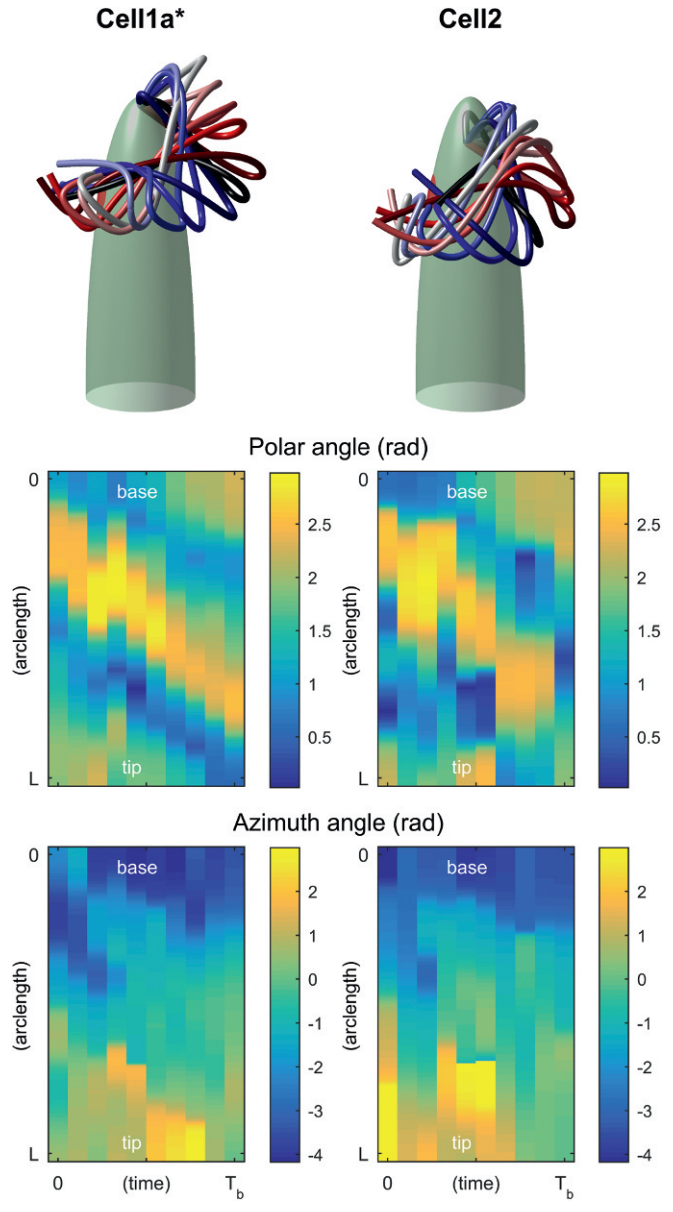 Cell1a* Cell2
Polar angle (rad)
0 base 2.5 2 1.5 1 0.5 base 2.5 2 1.5 1 0.5
(arclength) (arclength)
L tip tip
Azimuth angle (rad)
0 base 2 1 0 -1 -2 -3 -4 0 base 2 1 0 -1 -2 -3 -4
(arclength) (arclength)
L tip L tip
0 (time) T_b 0 (time) T_b